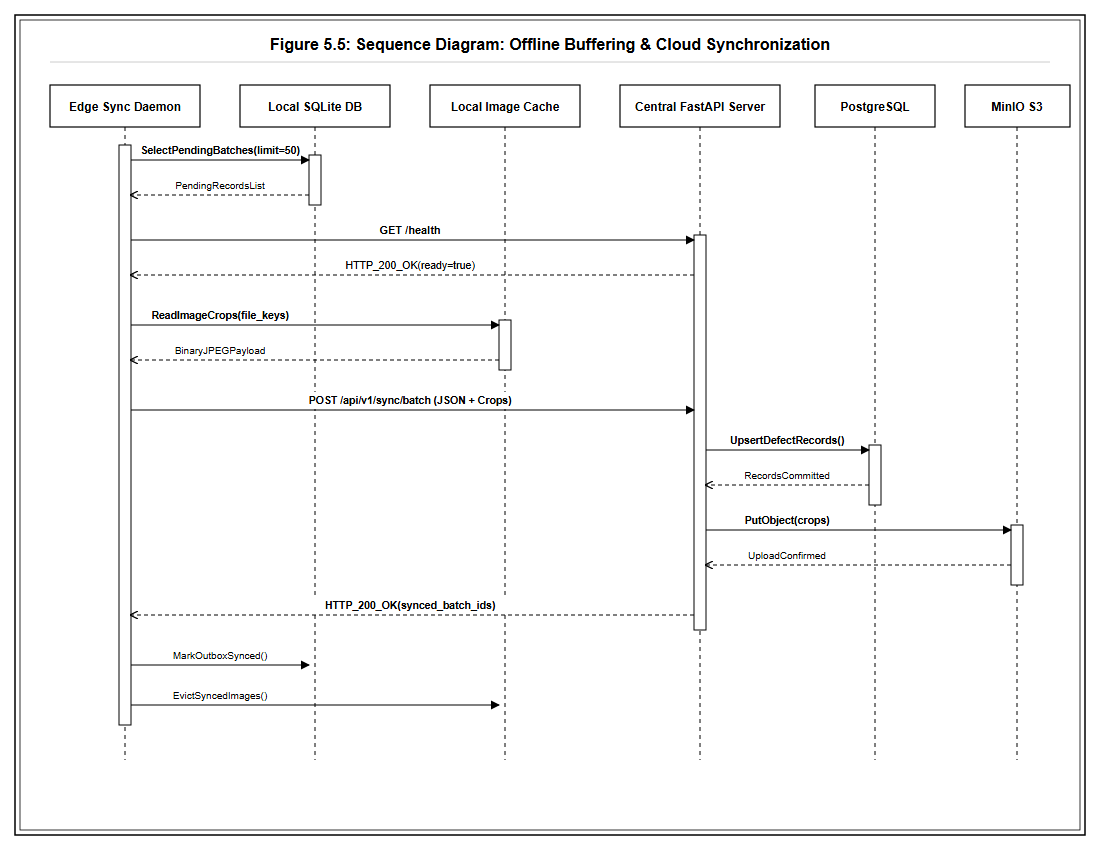 Figure 5.5: Sequence Diagram: Offline Buffering & Cloud Synchronization
Edge Sync Daemon
Local SQLite DB
Local Image Cache
Central FastAPI Server
PostgreSQL
MinIO S3
SelectPendingBatches(limit=50)
PendingRecordsList
GET /health
HTTP_200_OK(ready=true)
ReadImageCrops(file_keys)
BinaryJPEGPayload
POST /api/v1/sync/batch (JSON + Crops)
UpsertDefectRecords()
RecordsCommitted
PutObject(crops)
UploadConfirmed
HTTP_200_OK(synced_batch_ids)
MarkOutboxSynced()
EvictSyncedImages()